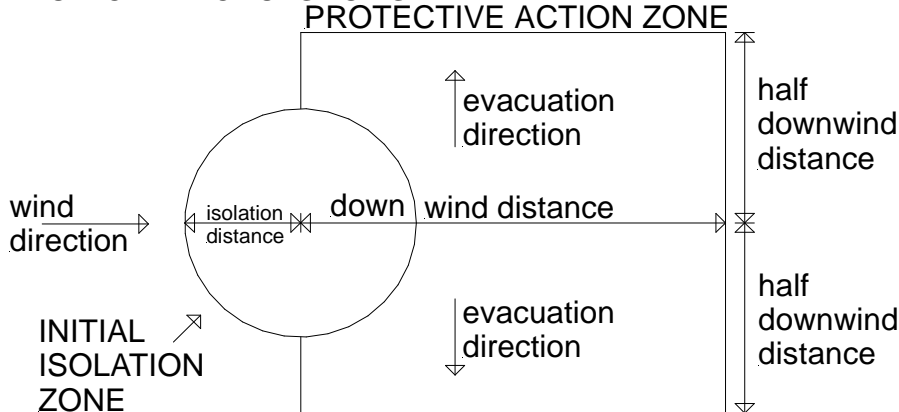 PROTECTIVE ACTION ZONE
evacuation
direction
half
downwind
distance
wind
direction
isolation
distance
down wind distance
evacuation
direction
half
downwind
distance
INITIAL
ISOLATION
ZONE